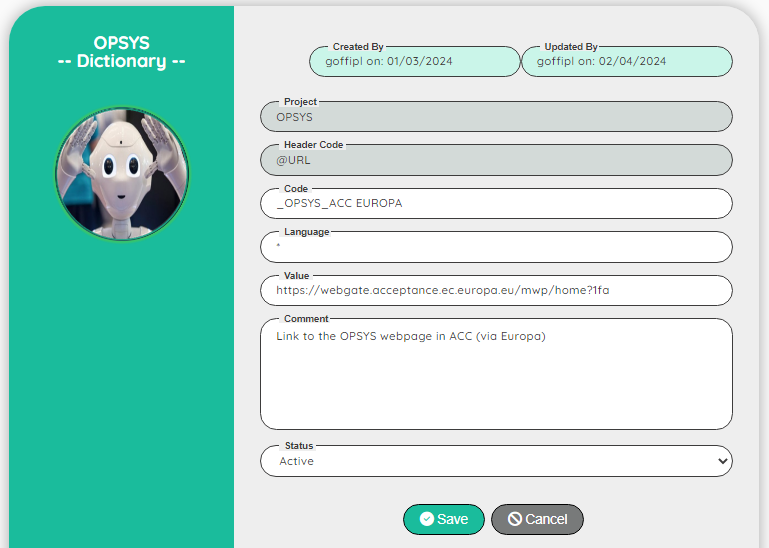 OPSYS
-- Dictionary --
Created By
goffipl on: 01/03/2024
Updated By
goffipl on: 02/04/2024
Project
OPSYS
Header Code
@URL
Code
_OPSYS_ACC EUROPA
Language
*
Value
https://webgate.acceptance.ec.europa.eu/mwp/home?1fa
Comment
Link to the OPSYS webpage in ACC (via Europa)
Status
Active
Save
Cancel